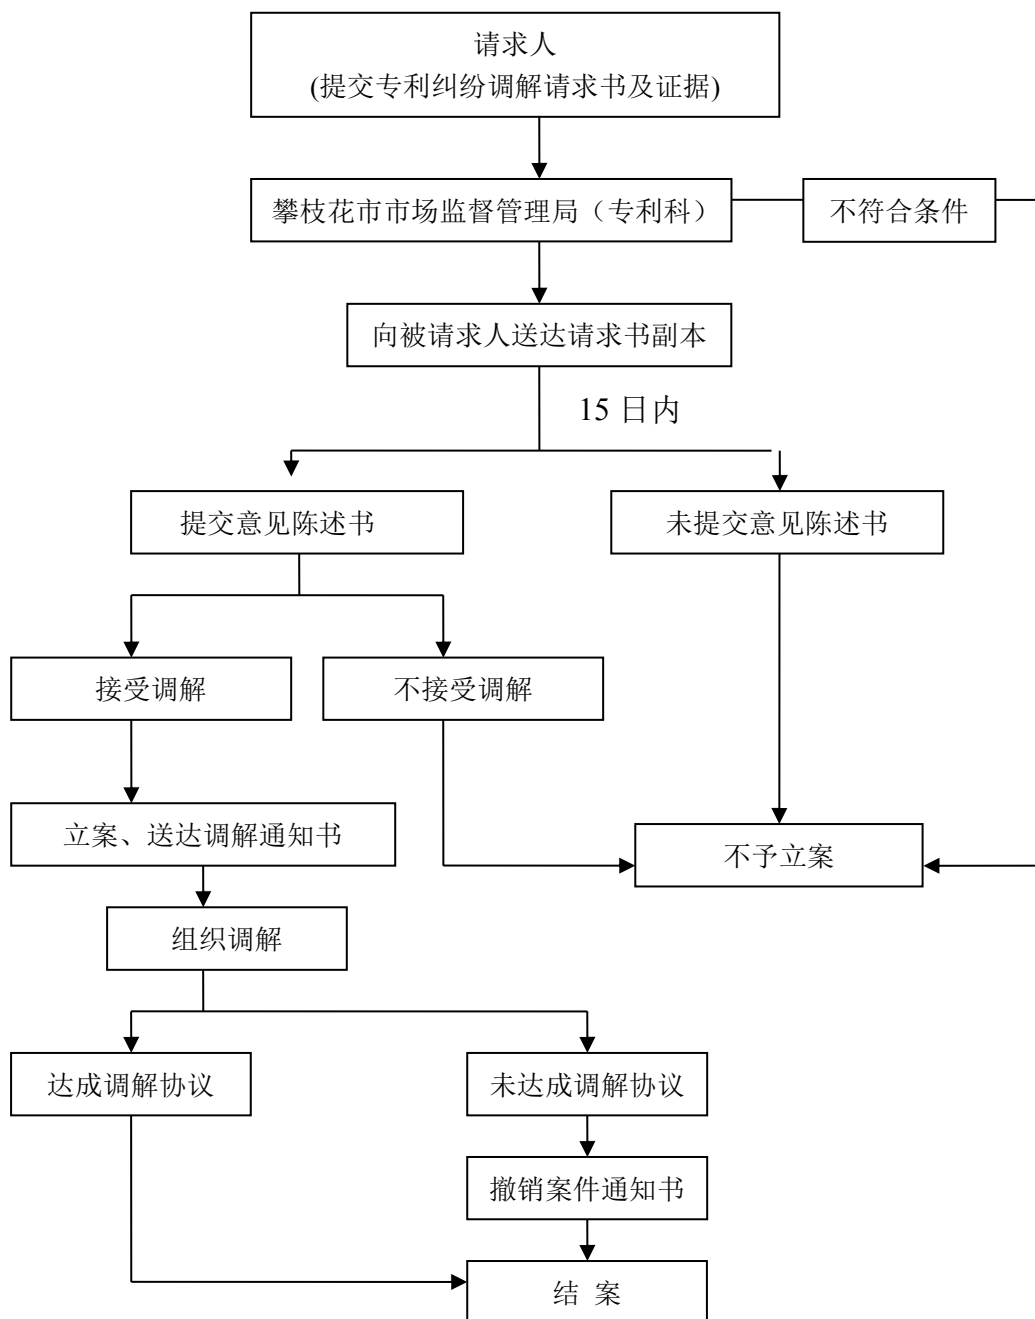 请求人
(提交专利纠纷调解请求书及证据)
攀枝花市市场监督管理局（专利科）
不符合条件
向被请求人送达请求书副本
15 日内
提交意见陈述书
未提交意见陈述书
接受调解
不接受调解
立案、送达调解通知书
不予立案
组织调解
达成调解协议
未达成调解协议
撤销案件通知书
结 案